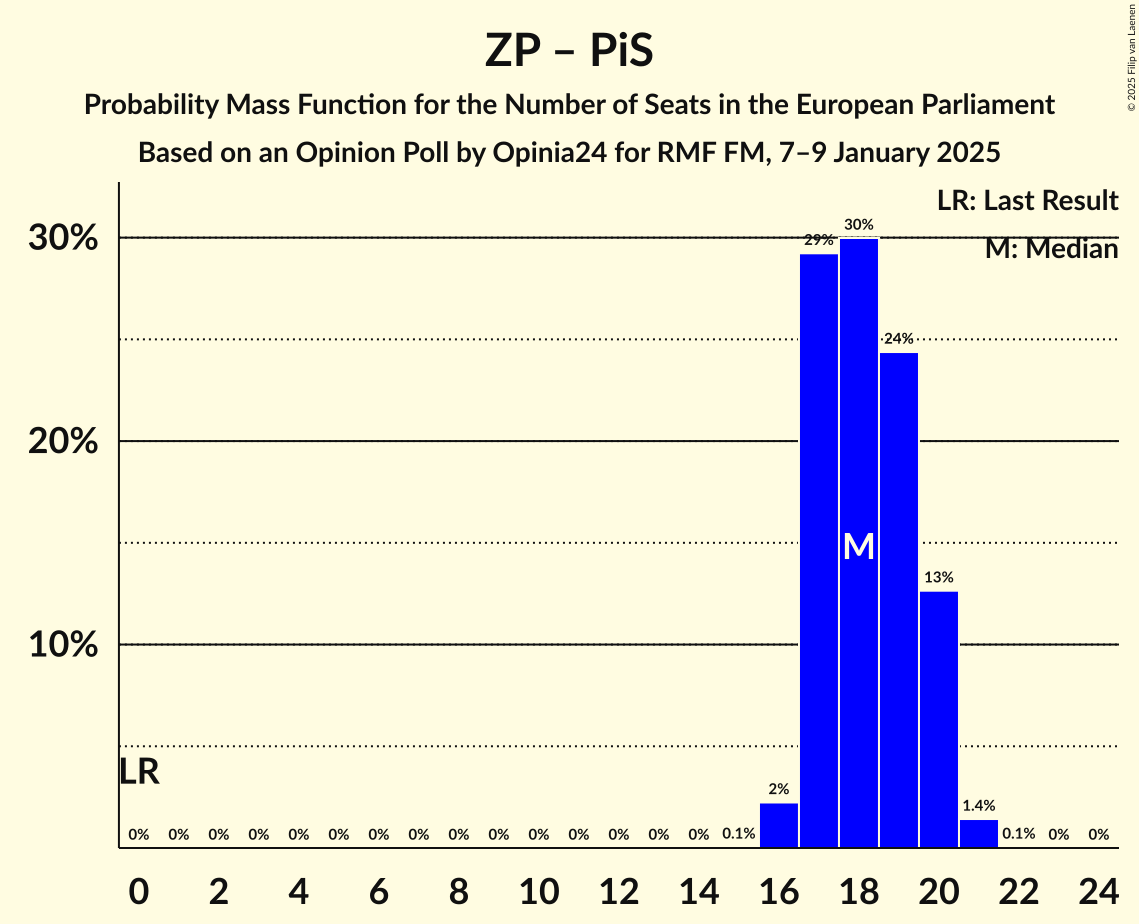 ZP – PiS
Probability Mass Function for the Number of Seats in the European Parliament
Based on an Opinion Poll by Opinia24 for RMF FM, 7–9 January 2025
© 2025 Filip van Laenen
LR: Last Result
M: Median
30%
20%
10%
LR
M
0% 0% 0% 0% 0% 0% 0% 0% 0% 0% 0% 0% 0% 0% 0% 0.1% 2% 29% 30% 24% 13% 1.4% 0.1% 0% 0%
0 2 4 6 8 10 12 14 16 18 20 22 24